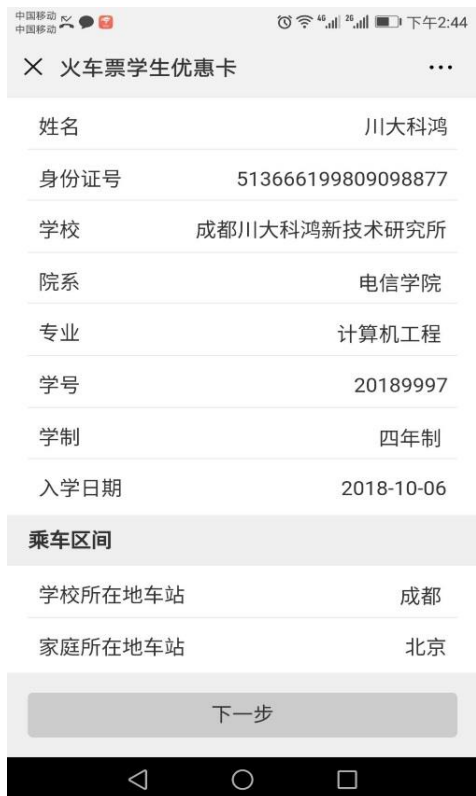 中国移动
中国移动
4G 2G 下午2:44
火车票学生优惠卡
姓名 川大科鸿
身份证号 513666199809098877
学校 成都川大科鸿新技术研究所
院系 电信学院
专业 计算机工程
学号 20189997
学制 四年制
入学日期 2018-10-06
乘车区间
学校所在地车站 成都
家庭所在地车站 北京
下一步